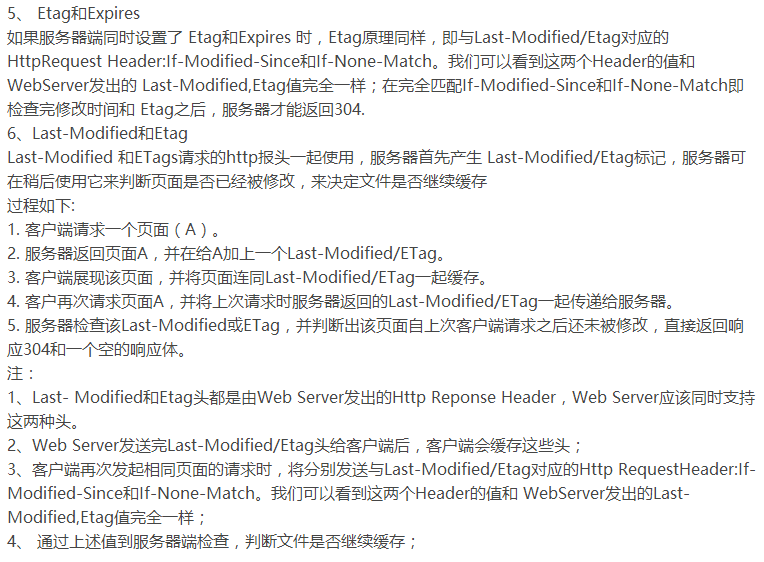 5、 Etag和Expires
如果服务器端同时设置了 Etag和Expires 时，Etag原理同样，即与Last-Modified/Etag对应的
HttpRequest Header:If-Modified-Since和If-None-Match。我们可以看到这两个Header的值和
WebServer发出的 Last-Modified,Etag值完全一样；在完全匹配If-Modified-Since和If-None-Match即
检查完修改时间和 Etag之后，服务器才能返回304.
6、Last-Modified和Etag
Last-Modified 和ETags请求的http报头一起使用，服务器首先产生 Last-Modified/Etag标记，服务器可
在稍后使用它来判断页面是否已经被修改，来决定文件是否继续缓存
过程如下:
1. 客户端请求一个页面（A）。
2. 服务器返回页面A，并在给A加上一个Last-Modified/ETag。
3. 客户端展现该页面，并将页面连同Last-Modified/ETag一起缓存。
4. 客户再次请求页面A，并将上次请求时服务器返回的Last-Modified/ETag一起传递给服务器。
5. 服务器检查该Last-Modified或ETag，并判断出该页面自上次客户端请求之后还未被修改，直接返回响
应304和一个空的响应体。
注：
1、Last- Modified和Etag头都是由Web Server发出的Http Reponse Header，Web Server应该同时支持
这两种头。
2、Web Server发送完Last-Modified/Etag头给客户端后，客户端会缓存这些头；
3、客户端再次发起相同页面的请求时，将分别发送与Last-Modified/Etag对应的Http RequestHeader:If-
Modified-Since和If-None-Match。我们可以看到这两个Header的值和 WebServer发出的Last-
Modified,Etag值完全一样；
4、 通过上述值到服务器端检查，判断文件是否继续缓存；